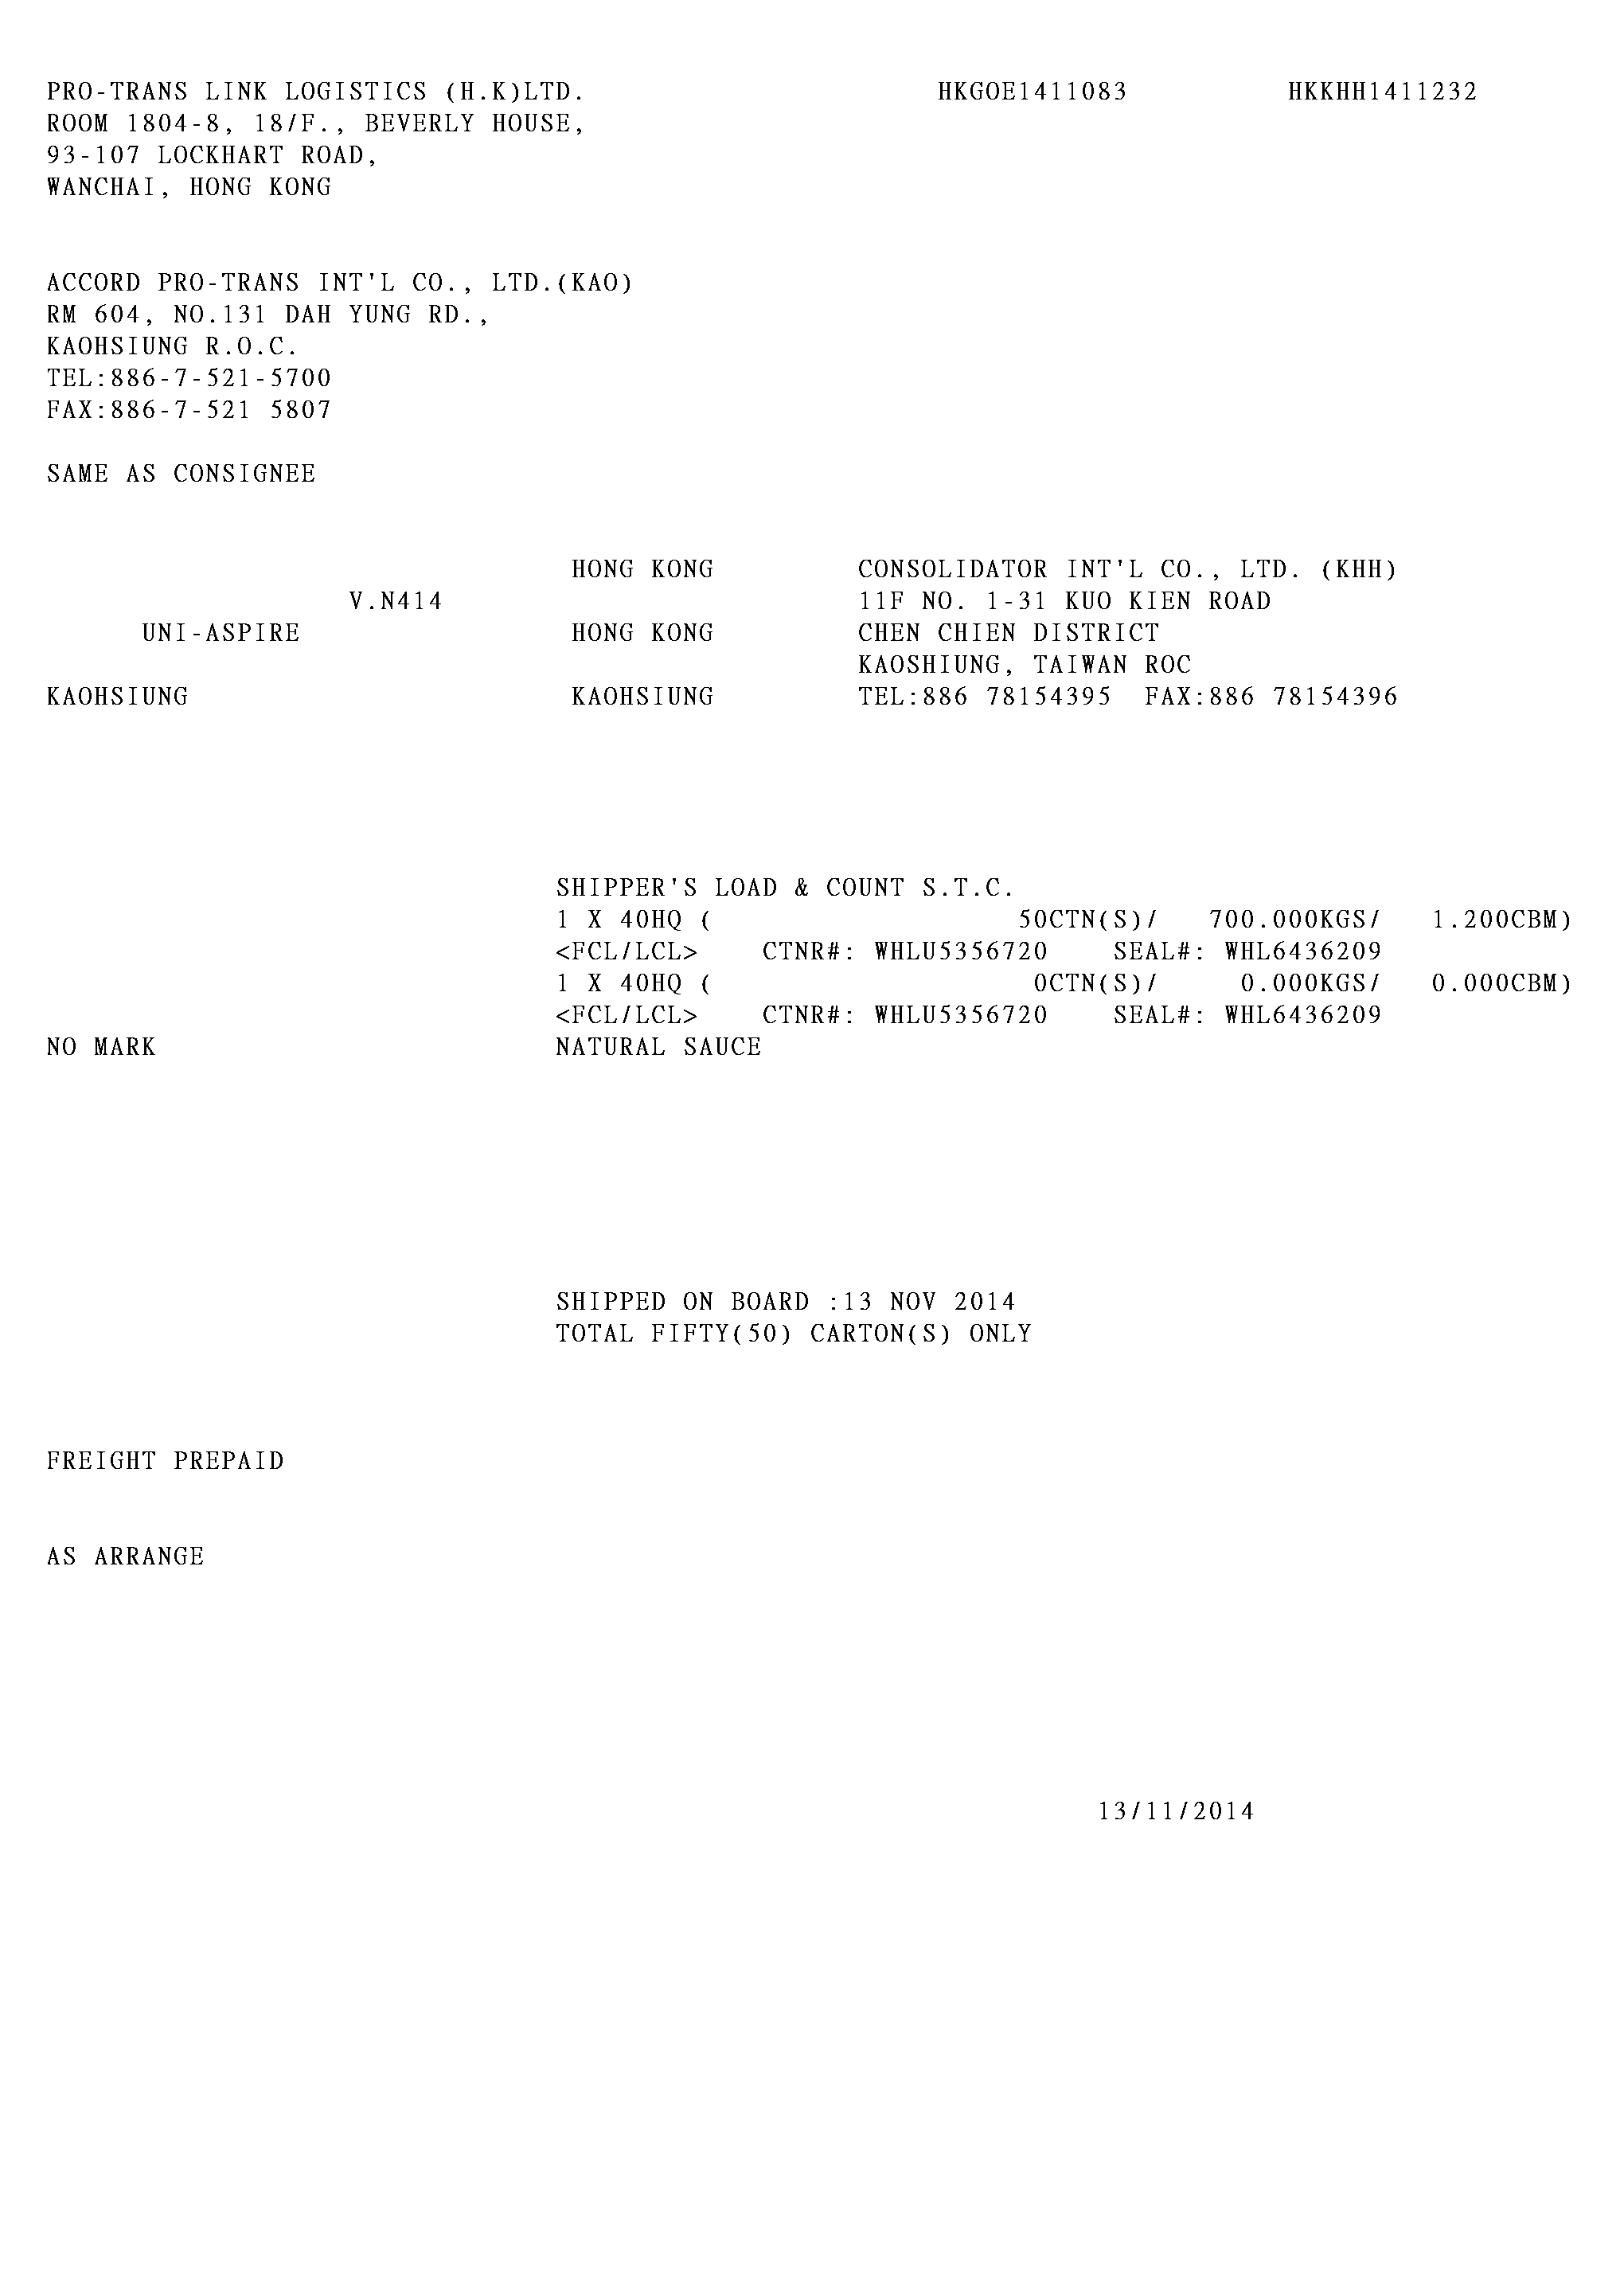 PRO-TRANS LINK LOGISTICS (H.K)LTD. HKGOE1411083 HKKHH1411232
ROOM 1804-8, 18/F., BEVERLY HOUSE,
93-107 LOCKHART ROAD,
WANCHAI, HONG KONG
ACCORD PRO-TRANS INT'L CO., LTD.(KAO)
RM 604, NO.131 DAH YUNG RD.,
KAOHSIUNG R.O.C.
TEL:886-7-521-5700
FAX:886-7-521 5807
SAME AS CONSIGNEE
HONG KONG CONSOLIDATOR INT'L CO., LTD. (KHH)
V.N414 11F NO. 1-31 KUO KIEN ROAD
UNI-ASPIRE HONG KONG CHEN CHIEN DISTRICT
KAOSHIUNG, TAIWAN ROC
KAOHSIUNG KAOHSIUNG TEL:886 78154395 FAX:886 78154396
SHIPPER'S LOAD & COUNT S.T.C.
1 X 40HQ ( 50CTN(S)/ 700.000KGS/ 1.200CBM)
<FCL/LCL> CTNR#: WHLU5356720 SEAL#: WHL6436209
1 X 40HQ ( 0CTN(S)/ 0.000KGS/ 0.000CBM)
<FCL/LCL> CTNR#: WHLU5356720 SEAL#: WHL6436209
NO MARK NATURAL SAUCE
SHIPPED ON BOARD :13 NOV 2014
TOTAL FIFTY(50) CARTON(S) ONLY
FREIGHT PREPAID
AS ARRANGE
13/11/2014